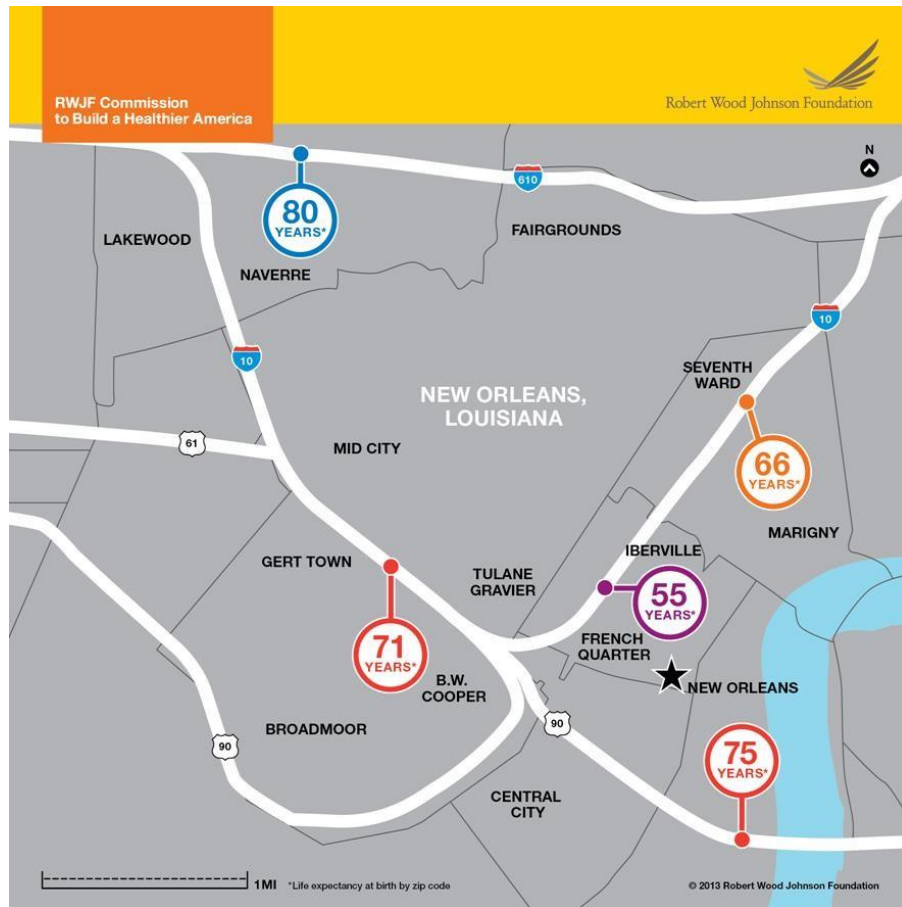 RWJF Commission
to Build a Healthier America
Robert Wood Johnson Foundation
N
610
80
YEARS*
LAKEWOOD
FAIRGROUNDS
NAVERRE
10
10
SEVENTH
WARD
NEW ORLEANS,
LOUISIANA
61
MID CITY
66
YEARS*
MARIGNY
IBERVILLE
GERT TOWN
TULANE
GRAVIER
55
YEARS*
71
YEARS*
FRENCH
QUARTER
B.W.
COOPER
NEW ORLEANS
BROADMOOR
90
90
75
YEARS*
CENTRAL
CITY
1MI
*Life expectancy at birth by zip code
© 2013 Robert Wood Johnson Foundation